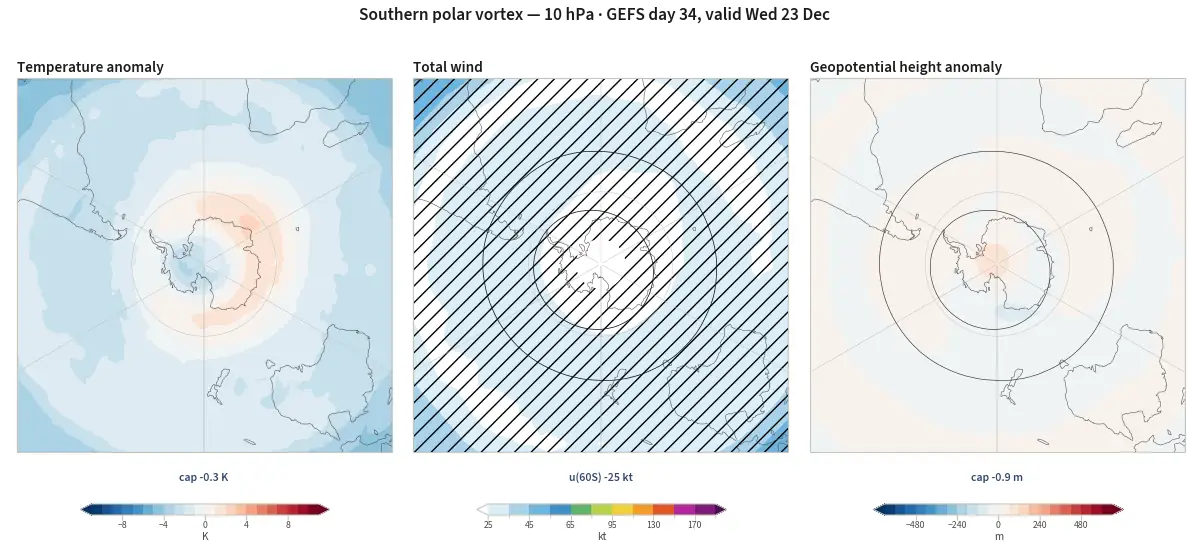 Southern polar vortex — 10 hPa · GEFS day 34, valid Wed 23 Dec
Temperature anomaly
Total wind
Geopotential height anomaly
cap -0.3 K
u(60S) -25 kt
cap -0.9 m
−8 −4 0 4 8
K
25 45 65 95 130 170
kt
−480 −240 0 240 480
m